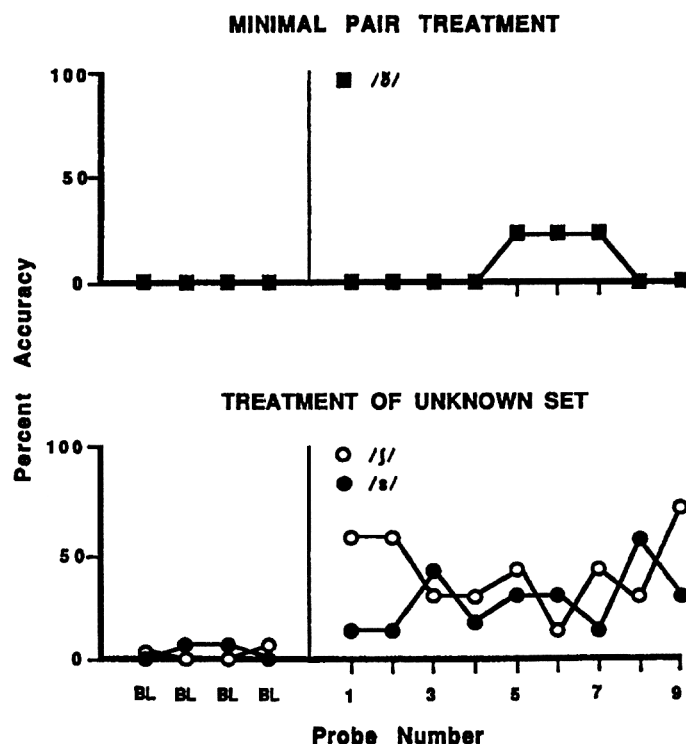 MINIMAL PAIR TREATMENT
100
/ð/
50
0
Percent Accuracy
TREATMENT OF UNKNOWN SET
100
/ʃ/
/s/
50
0
BL BL BL BL 1 3 5 7 9
Probe Number